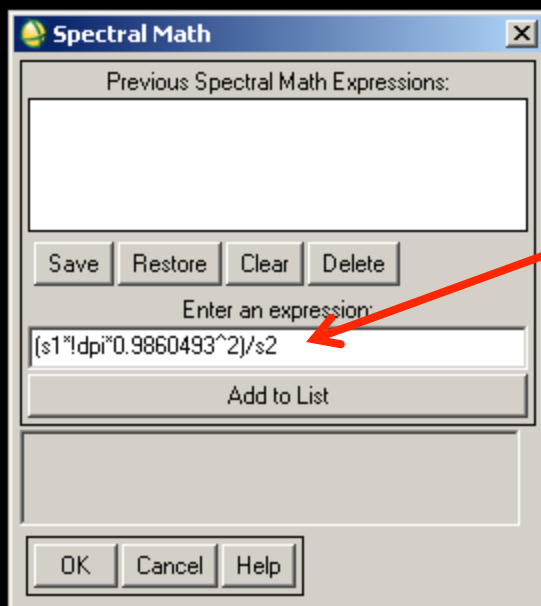 Spectral Math
Previous Spectral Math Expressions:
Save Restore Clear Delete
Enter an expression:
(s1*!dpi*0.9860493^2)/s2
Add to List
OK Cancel Help